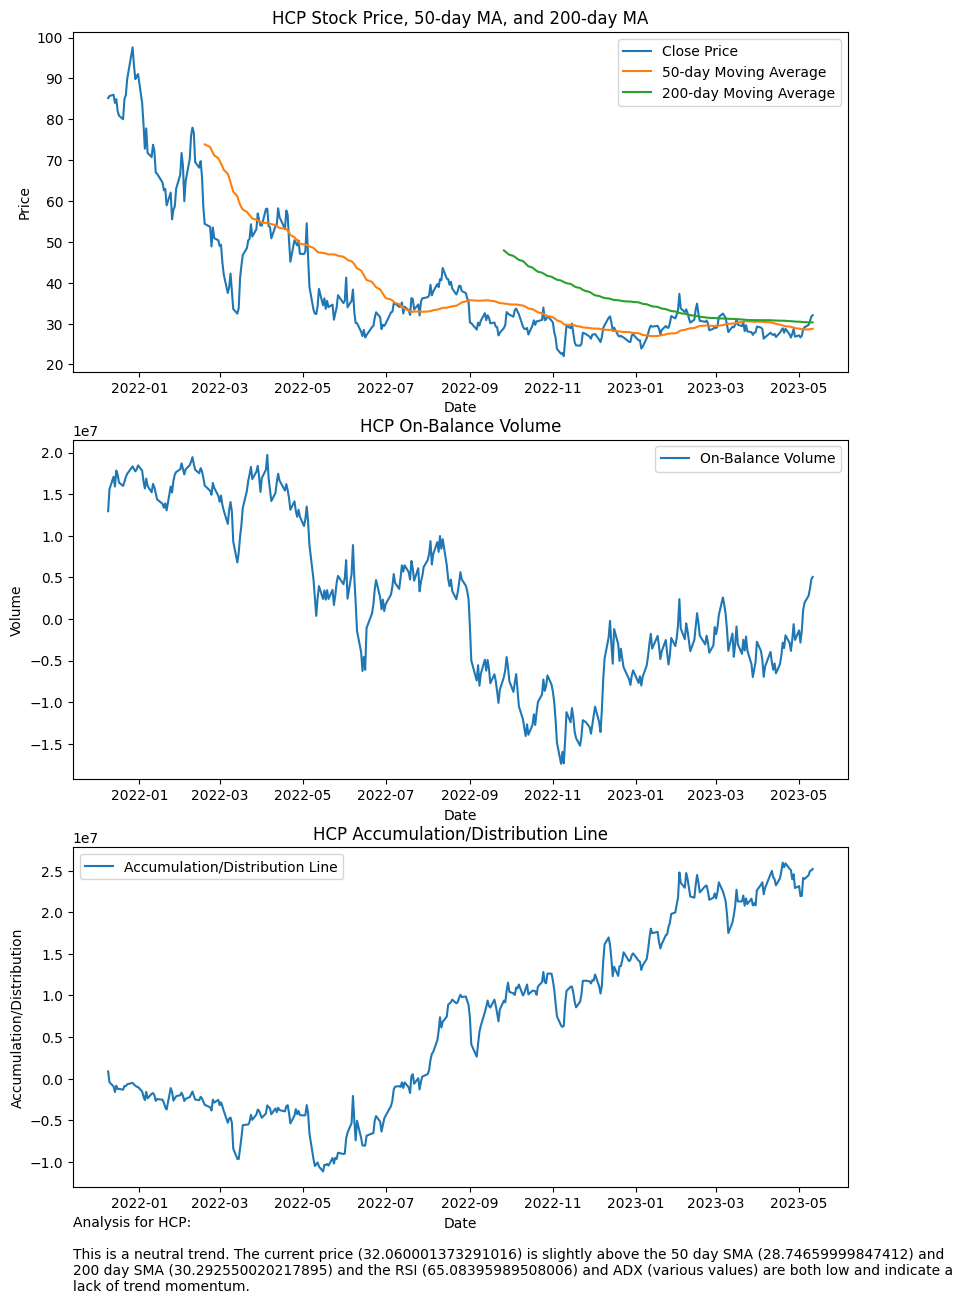 HCP Stock Price, 50-day MA, and 200-day MA
100
90
80
70
60
50
40
30
20
Price
Close Price
50-day Moving Average
200-day Moving Average
2022-01 2022-03 2022-05 2022-07 2022-09 2022-11 2023-01 2023-03 2023-05
Date
HCP On-Balance Volume
1e7
2.0
1.5
1.0
0.5
0.0
−0.5
−1.0
−1.5
Volume
On-Balance Volume
2022-01 2022-03 2022-05 2022-07 2022-09 2022-11 2023-01 2023-03 2023-05
Date
HCP Accumulation/Distribution Line
1e7
2.5
2.0
1.5
1.0
0.5
0.0
−0.5
−1.0
Accumulation/Distribution
Accumulation/Distribution Line
2022-01 2022-03 2022-05 2022-07 2022-09 2022-11 2023-01 2023-03 2023-05
Date
Analysis for HCP:
This is a neutral trend. The current price (32.060001373291016) is slightly above the 50 day SMA (28.74659999847412) and
200 day SMA (30.292550020217895) and the RSI (65.08395989508006) and ADX (various values) are both low and indicate a
lack of trend momentum.